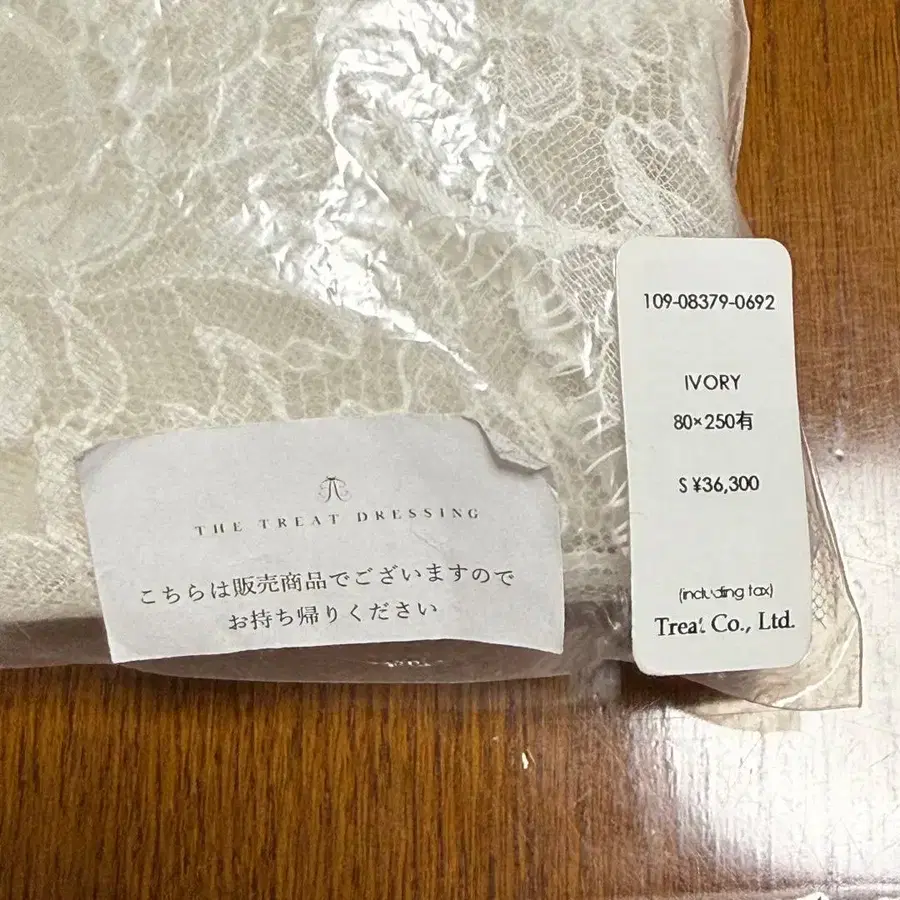 THE TREAT DRESSING
こちらは販売商品でございますので
お持ち帰りください
109-08379-0692
IVORY
80×250有
S ¥36,300
(including tax)
Treat Co., Ltd.